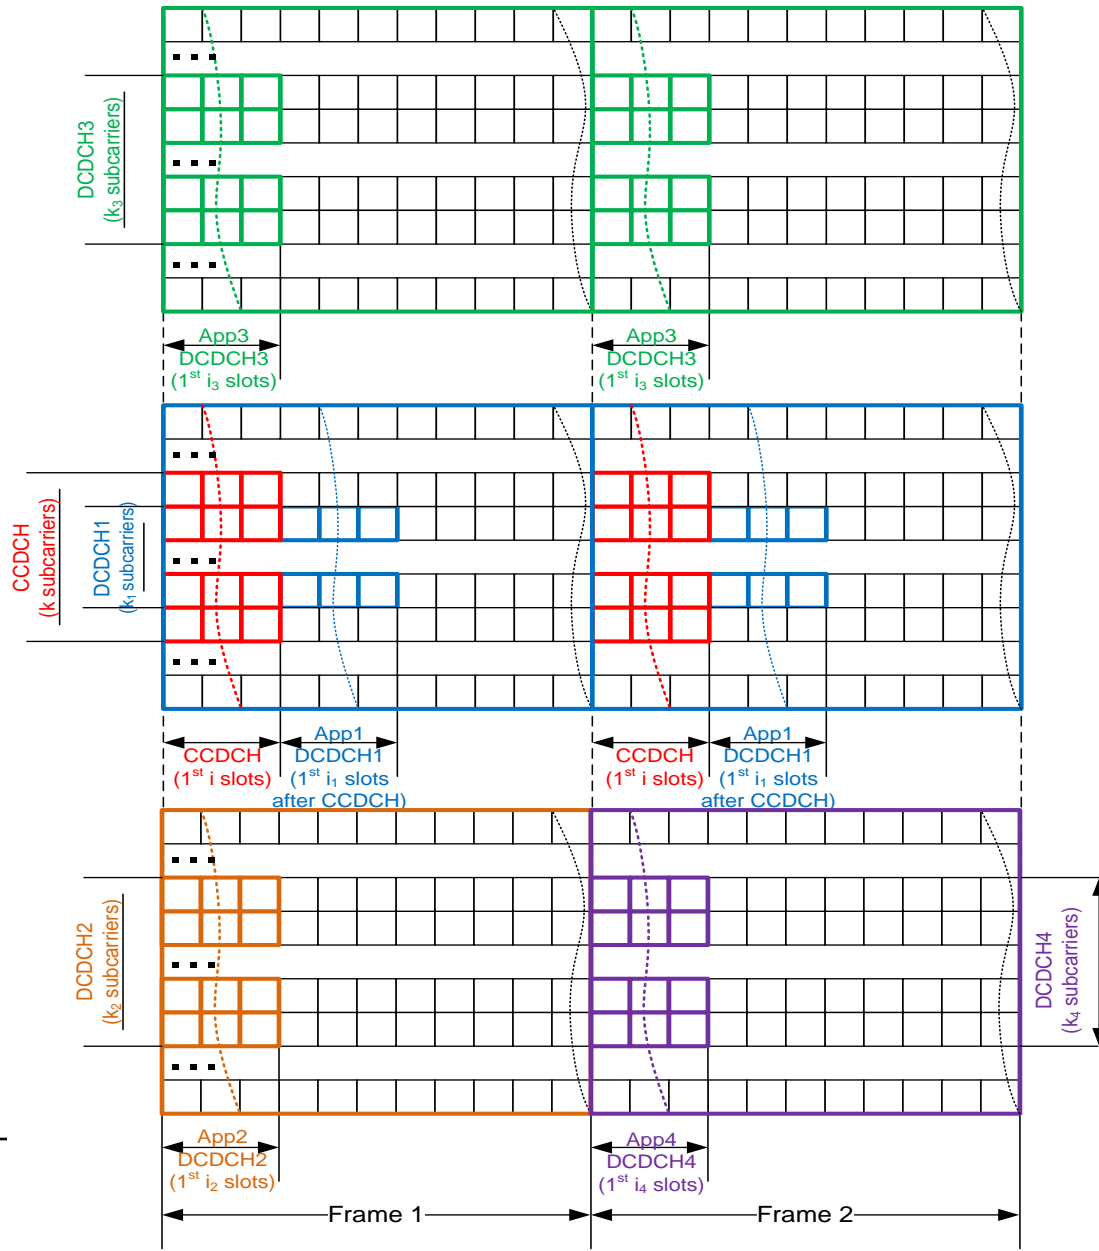 DCDCH3
(k3 subcarriers)
App3
DCDCH3
(1st i3 slots)
App3
DCDCH3
(1st i3 slots)
CCDCH
(k subcarriers)
DCDCH1
(k1 subcarriers)
CCDCH
(1st i slots)
App1
DCDCH1
(1st i1 slots
after CCDCH)
CCDCH
(1st i slots)
App1
DCDCH1
(1st i1 slots
after CCDCH)
DCDCH2
(k2 subcarriers)
DCDCH4
(k4 subcarriers)
App2
DCDCH2
(1st i2 slots)
App4
DCDCH4
(1st i4 slots)
Frame 1
Frame 2